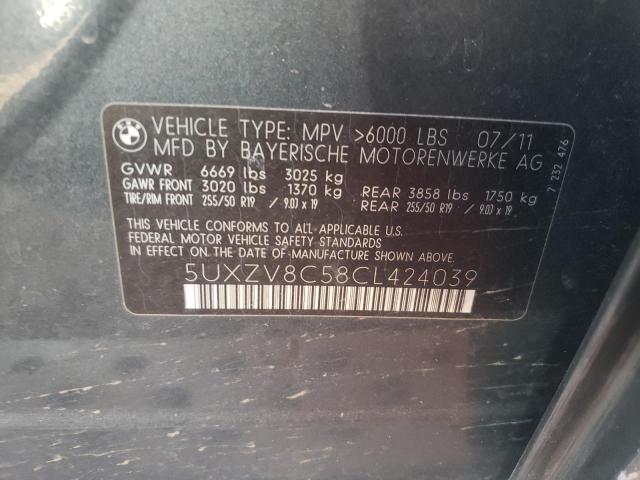 BMW
VEHICLE TYPE: MPV >6000 LBS 07/11
MFD BY BAYERISCHE MOTORENWERKE AG
GVWR 6669 lbs 3025 kg
GAWR FRONT 3020 lbs 1370 kg REAR 3858 lbs 1750 kg
TIRE/RIM FRONT 255/50 R19 / 9.0J x 19 REAR 255/50 R19 / 9.0J x 19
THIS VEHICLE CONFORMS TO ALL APPLICABLE U.S.
FEDERAL MOTOR VEHICLE SAFETY STANDARDS
IN EFFECT ON THE DATE OF MANUFACTURE SHOWN ABOVE.
5UXZV8C58CL424039
7 232 476